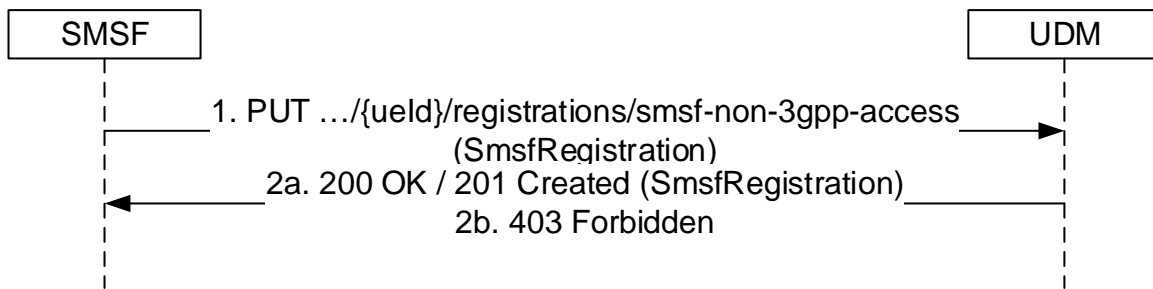 SMSF
UDM
1. PUT …/{ueId}/registrations/smsf-non-3gpp-access
(SmsfRegistration)
2a. 200 OK / 201 Created (SmsfRegistration)
2b. 403 Forbidden